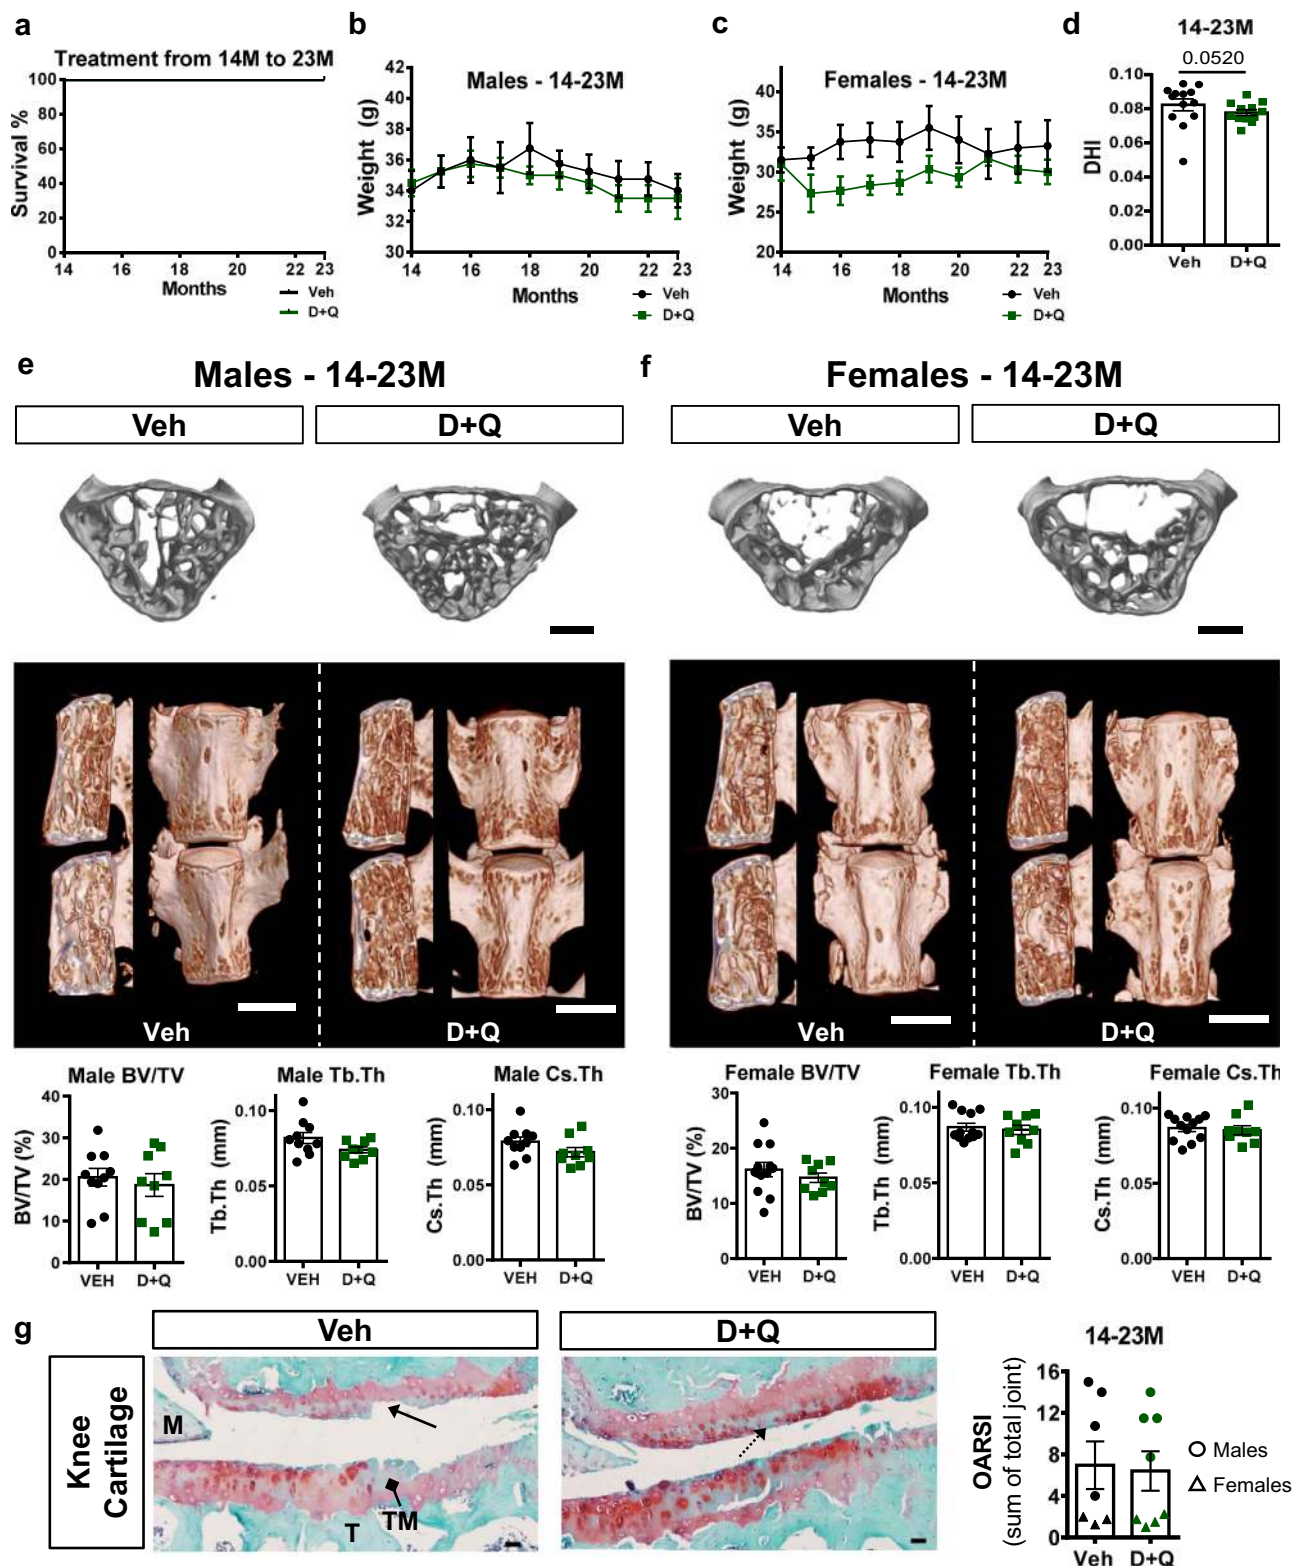 a
Treatment from 14M to 23M
Survival %
100
80
60
40
20
0
14 16 18 20 22 23
Months
Veh
D+Q
b
Males - 14-23M
Weight (g)
42
40
38
36
34
32
30
14 16 18 20 22 23
Months
Veh
D+Q
c
Females - 14-23M
Weight (g)
40
35
30
25
20
14 16 18 20 22 23
Months
Veh
D+Q
d
14-23M
0.0520
DHI
0.10
0.08
0.06
0.04
0.02
0.00
Veh D+Q
e
Males - 14-23M
Veh D+Q
Veh D+Q
Male BV/TV
BV/TV (%)
40
30
20
10
0
VEH D+Q
Male Tb.Th
Tb.Th (mm)
0.10
0.05
0.00
VEH D+Q
Male Cs.Th
Cs.Th (mm)
0.10
0.05
0.00
VEH D+Q
f
Females - 14-23M
Veh D+Q
Veh D+Q
Female BV/TV
BV/TV (%)
30
20
10
0
VEH D+Q
Female Tb.Th
Tb.Th (mm)
0.10
0.05
0.00
VEH D+Q
Female Cs.Th
Cs.Th (mm)
0.10
0.05
0.00
VEH D+Q
g
Knee
Cartilage
Veh
M
T
TM
D+Q
14-23M
OARSI
(sum of total joint)
16
12
8
4
0
Veh D+Q
Males
Females